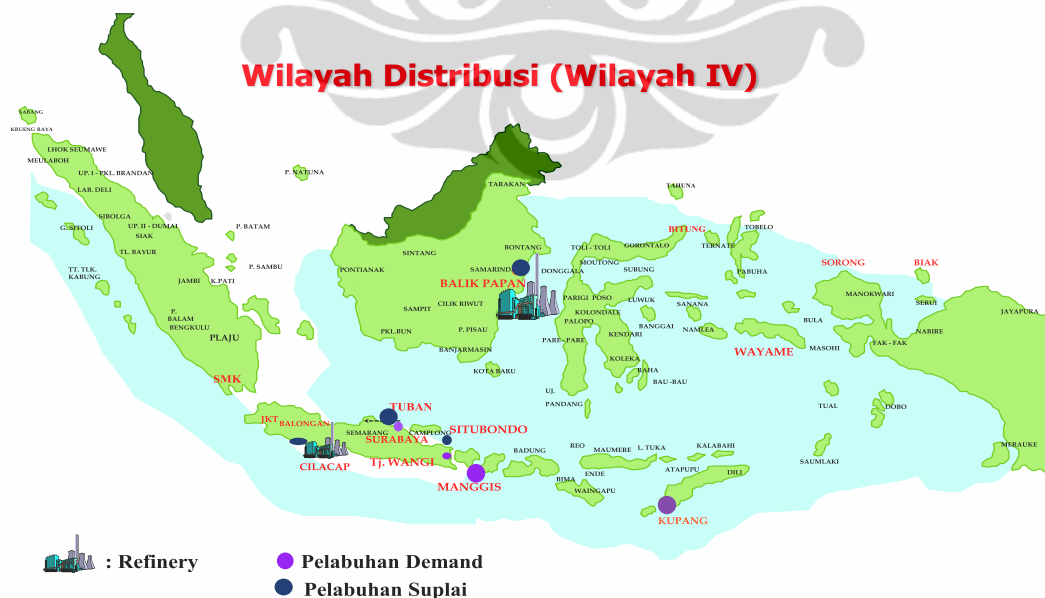 Wilayah Distribusi (Wilayah IV)
SABANG
KRUENG RAYA
LHOK SEUMAWE
MEULABOH
UP. I - PKL. BRANDAN
LAB. DELI
SIBOLGA
G. SITOLI
UP. II - DUMAI
SIAK
TL. BAYUR
TT. TLK.
KABUNG
JAMBI
K.PATI
P.
BALAM
BENGKULU
PLAJU
SMK
P. NATUNA
P. BATAM
P. SAMBU
TARAKAN
SINTANG
BONTANG
PONTIANAK
SAMARIND
BALIK PAPAN
CILIK RIWUT
SAMPIT
PKL.BUN
P. PISAU
BANJARMASIN
KOTA BARU
TAHUNA
BITUNG
TOBELO
TOLI - TOLI
GORONTALO
TERNATE
MOUTONG
DONGGALA
SUBUNG
PABUHA
PARIGI
POSO
LUWUK
SANANA
KOLONDALE
PALOPO
BANGGAI
NAMLEA
KENDARI
PARE - PARE
KOLEKA
RAHA
BAU -BAU
UJ.
PANDANG
SORONG
BIAK
MANOKWARI
SERUI
JAYAPURA
BULA
NABIRE
WAYAME
MASOHI
FAK - FAK
TUAL
DOBO
MERAUKE
SAUMLAKI
JKT
BALONGAN
CILACAP
TUBAN
SEMARANG
CAMPLONG
SURABAYA
SITUBONDO
Tj. WANGI
MANGGIS
BADUNG
REO
MAUMERE
L. TUKA
KALABAHI
BIMA
ENDE
ATAPUPU
DILI
WAINGAPU
KUPANG
: Refinery
Pelabuhan Demand
Pelabuhan Suplai